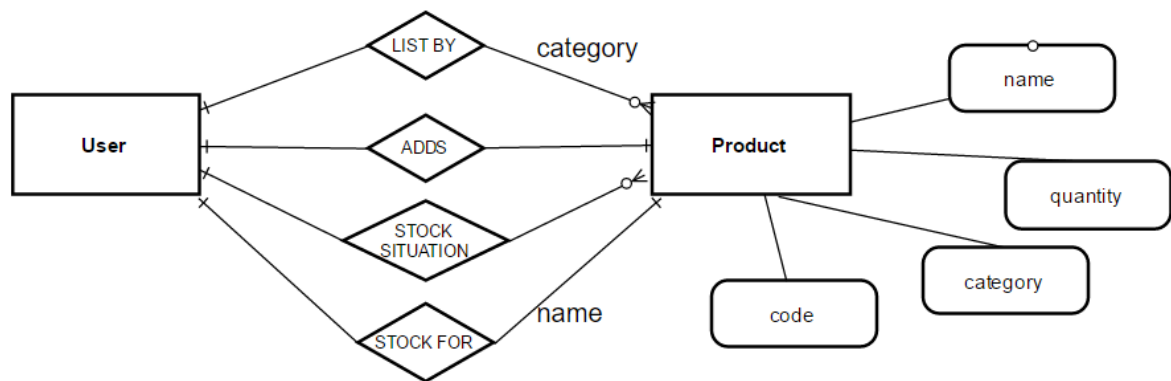 LIST BY
category
name
User
ADDS
Product
quantity
STOCK
SITUATION
category
name
code
STOCK FOR